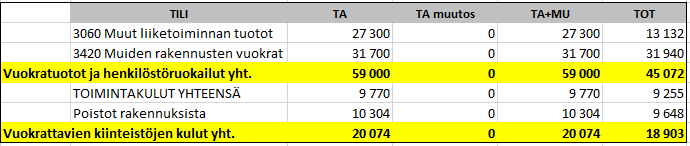 TILI TA TA muutos TA+MU TOT
3060 Muut liiketoiminnan tuotot 27 300 0 27 300 13 132
3420 Muiden rakennusten vuokrat 31 700 0 31 700 31 940
Vuokratuotot ja henkilöstöruokailut yht. 59 000 0 59 000 45 072
TOIMINTAKULUT YHTEENSÄ 9 770 0 9 770 9 255
Poistot rakennuksista 10 304 0 10 304 9 648
Vuokrattavien kiinteistöjen kulut yht. 20 074 0 20 074 18 903